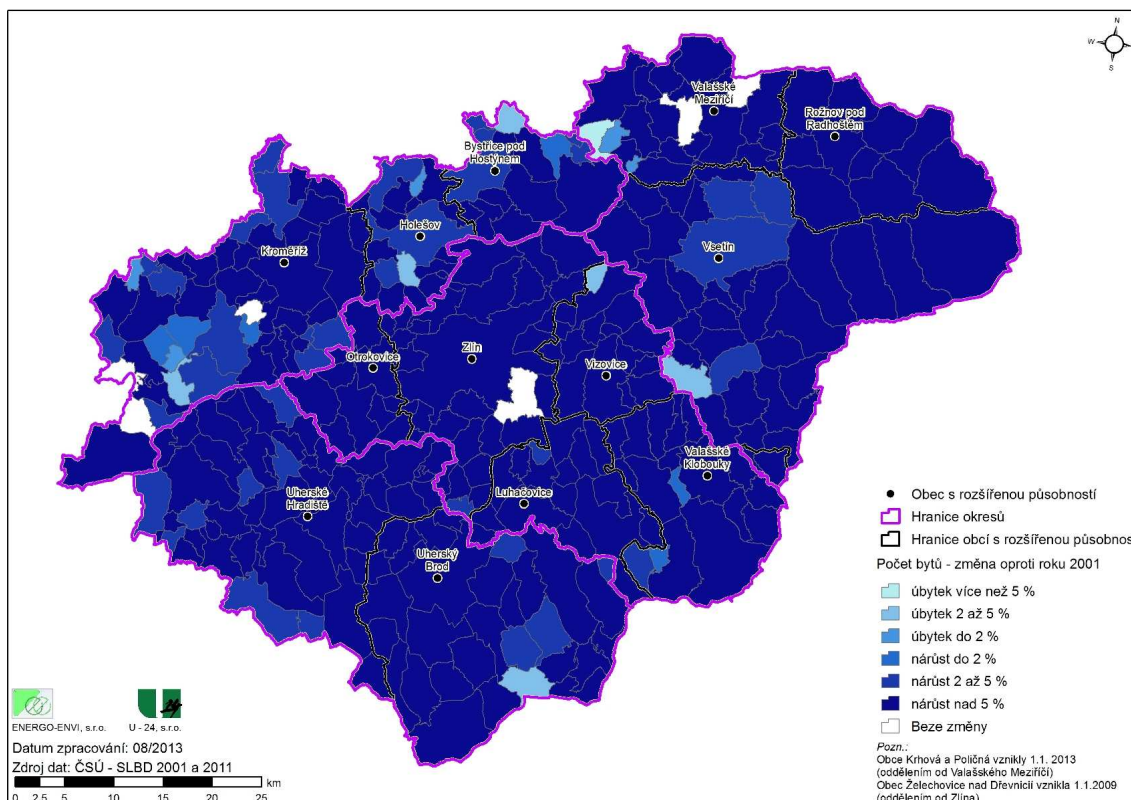 N
W
S
Valašské
Meziříčí
Rožnov pod
Radhoštěm
Bystřice pod
Hostýnem
Holešov
Kroměříž
Vsetín
Otrokovice
Zlín
Vizovice
Valašské
Klobouky
Luhačovice
Uherské
Hradiště
Uherský
Brod
Obec s rozšířenou působností
Hranice okresů
Hranice obcí s rozšířenou působnos
Počet bytů - změna oproti roku 2001
úbytek více než 5 %
úbytek 2 až 5 %
úbytek do 2 %
nárůst do 2 %
nárůst 2 až 5 %
nárůst nad 5 %
Beze změny
Pozn.:
Obce Krhová a Poličná vznikly 1.1. 2013
(oddělením od Valašského Meziříčí)
Obec Želechovice nad Dřevnicí vznikla 1.1.2009
(oddělením od Zlína)
ENERGO-ENVI, s.r.o. U - 24, s.r.o.
Datum zpracování: 08/2013
Zdroj dat: ČSÚ - SLBD 2001 a 2011
km
0 2,5 5 10 15 20 25